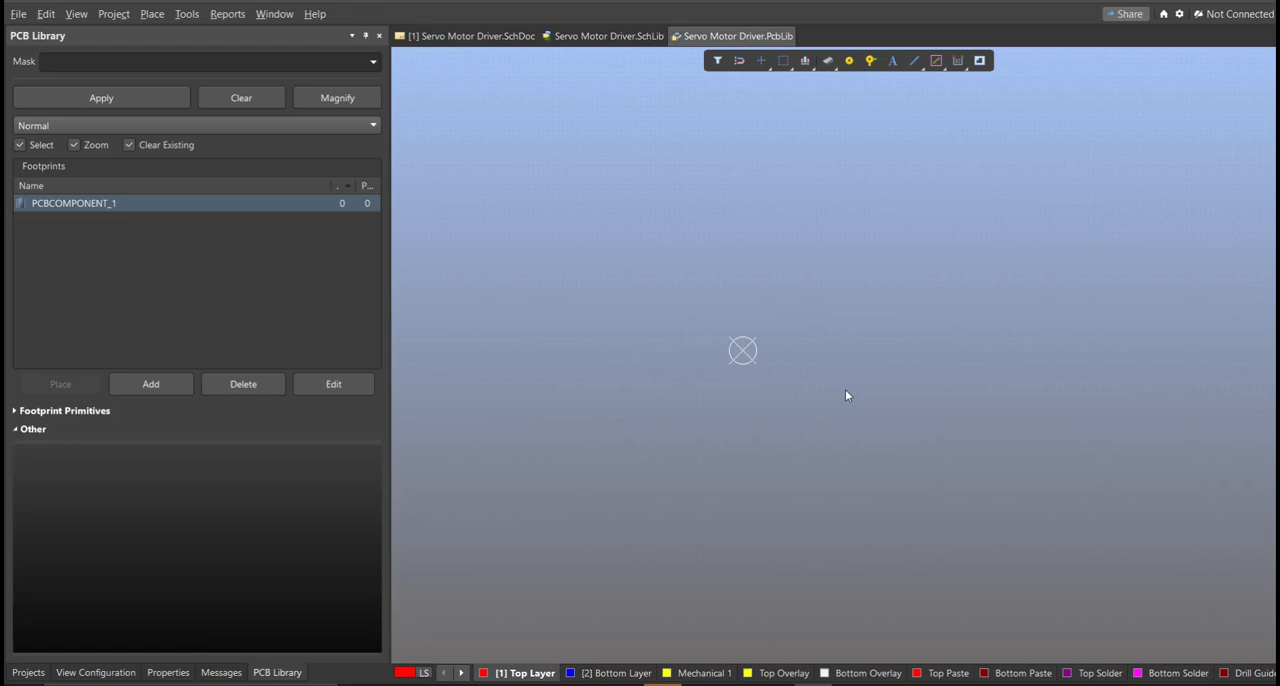 File Edit View Project Place Tools Reports Window Help Share Not Connected
PCB Library
[1] Servo Motor Driver.SchDoc Servo Motor Driver.SchLib Servo Motor Driver.PcbLib
Mask
Apply Clear Magnify
Normal
Select Zoom Clear Existing
Footprints
Name . P...
PCBCOMPONENT_1 0 0
Place Add Delete Edit
Footprint Primitives
Other
Projects View Configuration Properties Messages PCB Library
LS [1] Top Layer [2] Bottom Layer Mechanical 1 Top Overlay Bottom Overlay Top Paste Bottom Paste Top Solder Bottom Solder Drill Guid